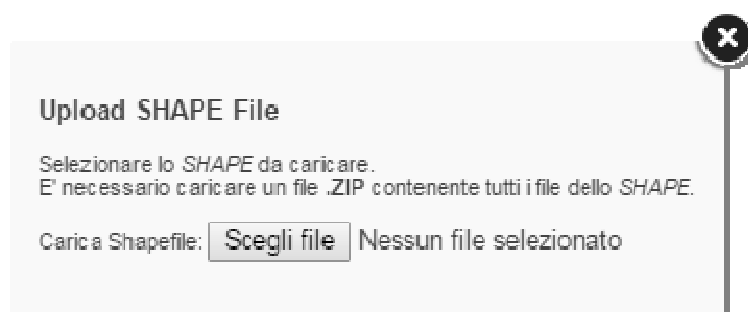 Upload SHAPE File
Selezionare lo SHAPE da caricare.
E' necessario caricare un file .ZIP contenente tutti i file dello SHAPE.
Carica Shapefile: Scegli file Nessun file selezionato